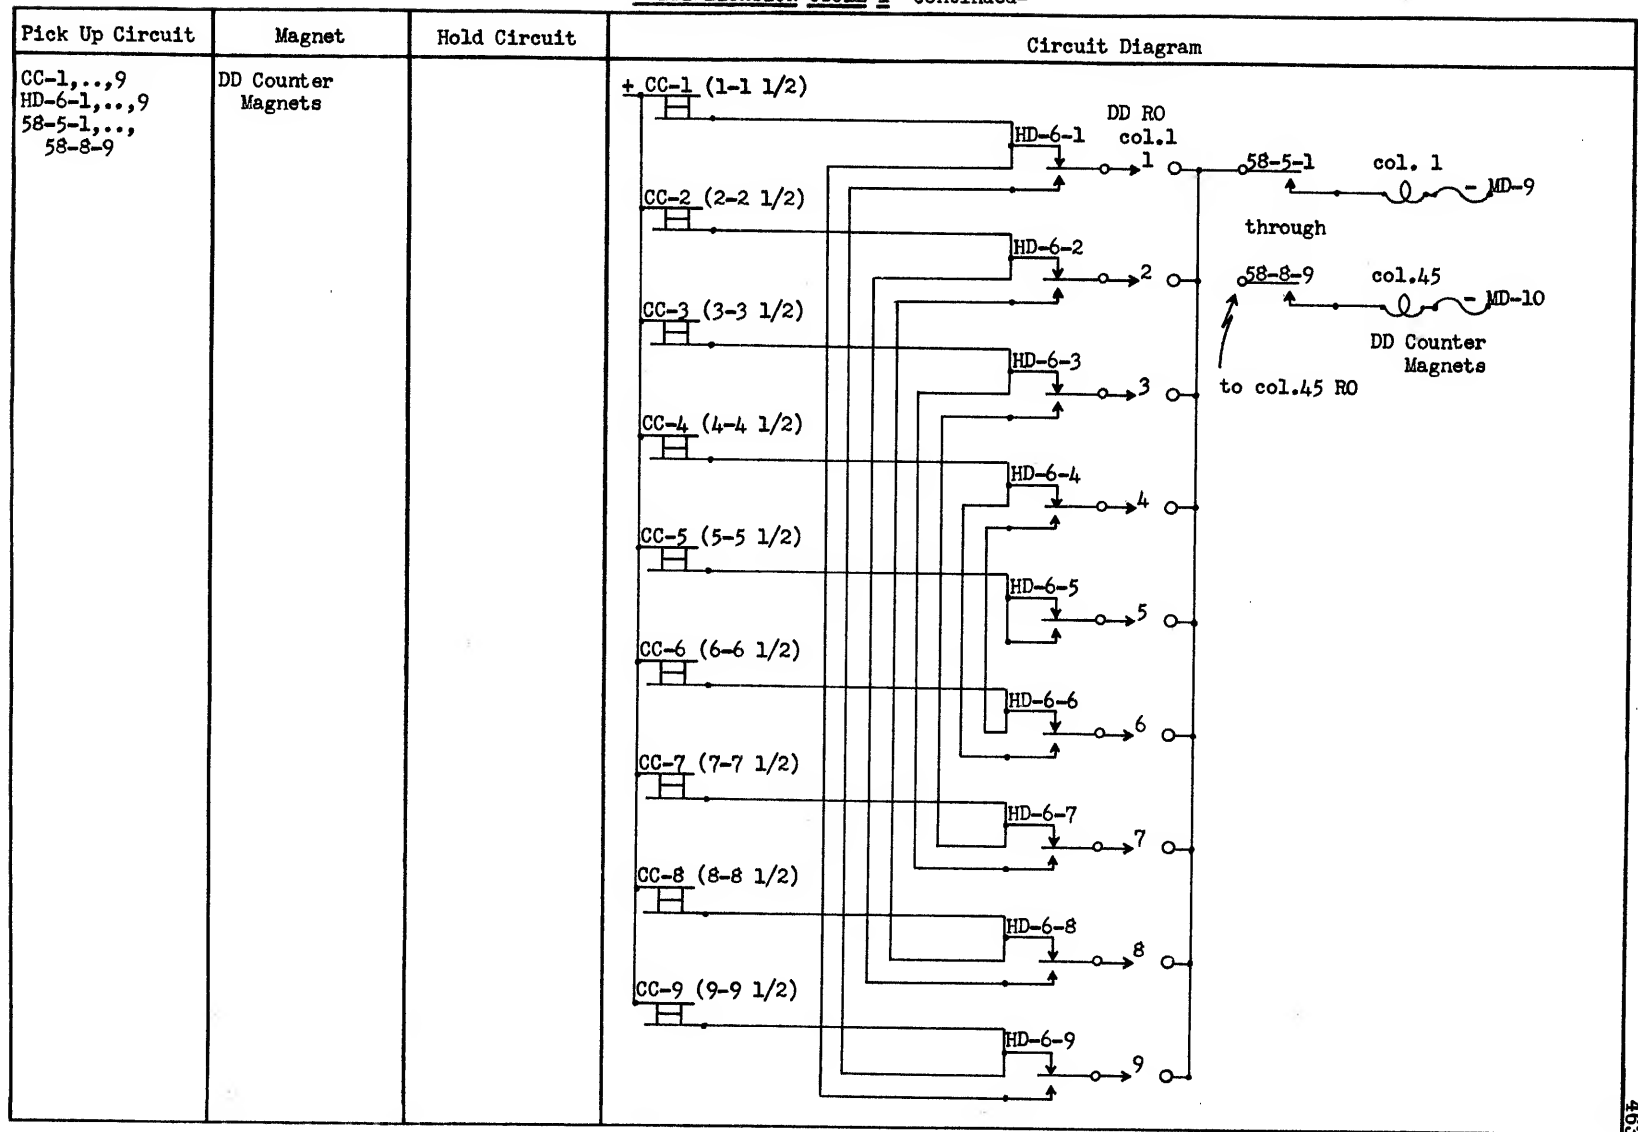 continued-
Pick Up Circuit
Magnet
Hold Circuit
Circuit Diagram
CC-1,..,9
HD-6-1,..,9
58-5-1,..,
58-8-9
DD Counter
Magnets
+ CC-1 (1-1 1/2)
DD RO
col.1
HD-6-1
1
58-5-1
col. 1
- MD-9
CC-2 (2-2 1/2)
through
HD-6-2
2
58-8-9
col.45
- MD-10
CC-3 (3-3 1/2)
DD Counter
Magnets
HD-6-3
3
to col.45 RO
CC-4 (4-4 1/2)
HD-6-4
4
CC-5 (5-5 1/2)
HD-6-5
5
CC-6 (6-6 1/2)
HD-6-6
6
CC-7 (7-7 1/2)
HD-6-7
7
CC-8 (8-8 1/2)
HD-6-8
8
CC-9 (9-9 1/2)
HD-6-9
9